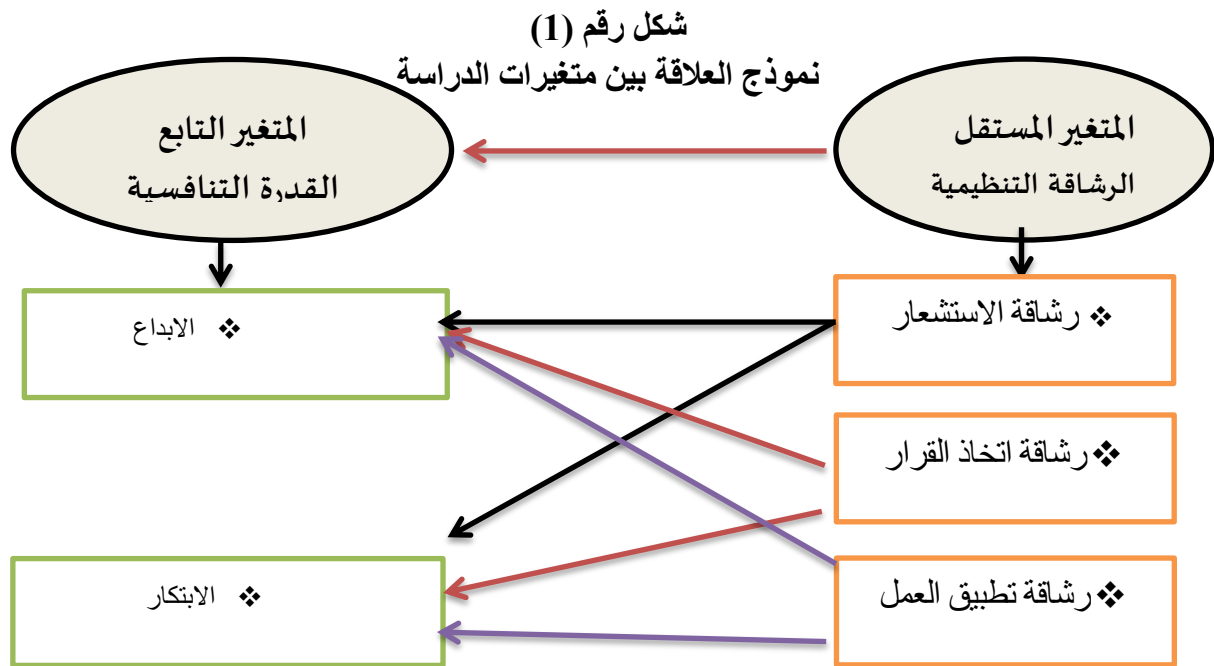 شكل رقم (1)
نموذج العلاقة بين متغيرات الدراسة
المتغير المستقل
الرشاقة التنظيمية
المتغير التابع
القدرة التنافسية
❖ رشاقة الاستشعار
❖ رشاقة اتخاذ القرار
❖ رشاقة تطبيق العمل
❖ الابداع
❖ الابتكار